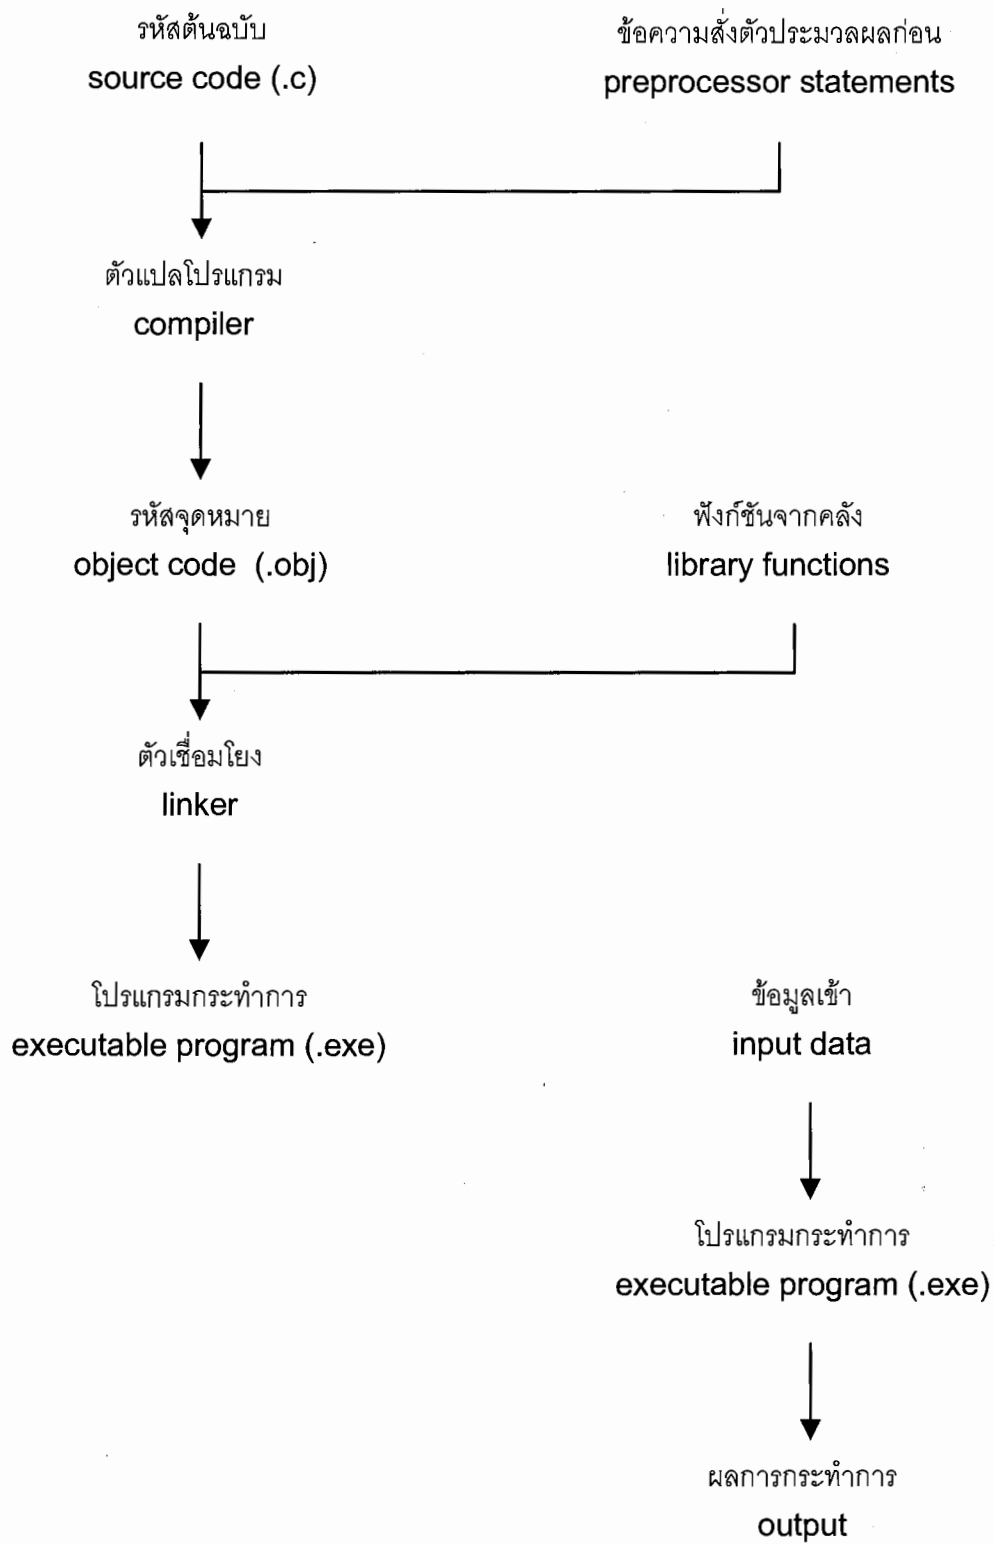 รหัสต้นฉบับ
source code (.c)
ข้อความสั่งตัวประมวลผลก่อน
preprocessor statements
ตัวแปลโปรแกรม
compiler
รหัสจุดหมาย
object code (.obj)
ฟังก์ชันจากคลัง
library functions
ตัวเชื่อมโยง
linker
โปรแกรมกระทำการ
executable program (.exe)
ข้อมูลเข้า
input data
โปรแกรมกระทำการ
executable program (.exe)
ผลการกระทำการ
output